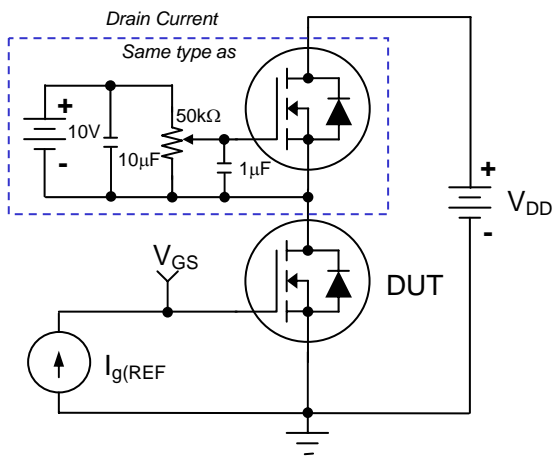 Drain Current
Same type as
+
10V
-
10μF
50kΩ
1μF
+
V_DD
-
V_GS
DUT
I_g(REF